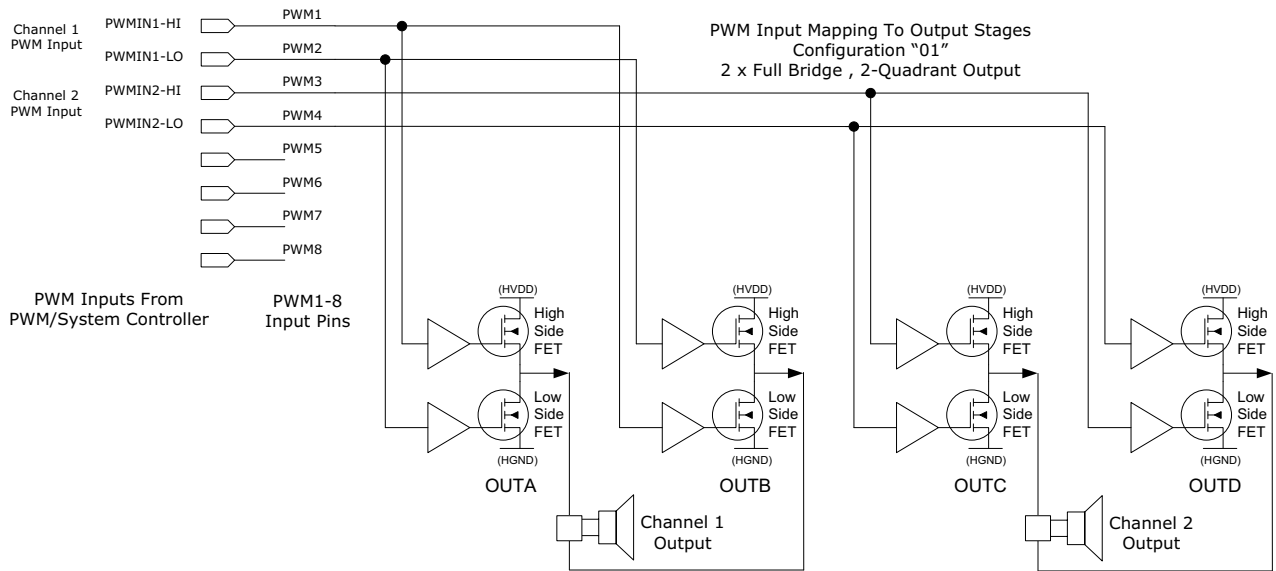 PWM Input Mapping To Output Stages
Configuration “01”
2 x Full Bridge , 2-Quadrant Output
Channel 1
PWM Input
PWMIN1-HI
PWM1
PWMIN1-LO
PWM2
Channel 2
PWM Input
PWMIN2-HI
PWM3
PWMIN2-LO
PWM4
PWM5
PWM6
PWM7
PWM8
PWM Inputs From
PWM/System Controller
PWM1-8
Input Pins
(HVDD)
High
Side
FET
Low
Side
FET
(HGND)
OUTA
(HVDD)
High
Side
FET
Low
Side
FET
(HGND)
OUTB
(HVDD)
High
Side
FET
Low
Side
FET
(HGND)
OUTC
(HVDD)
High
Side
FET
Low
Side
FET
(HGND)
OUTD
Channel 1
Output
Channel 2
Output